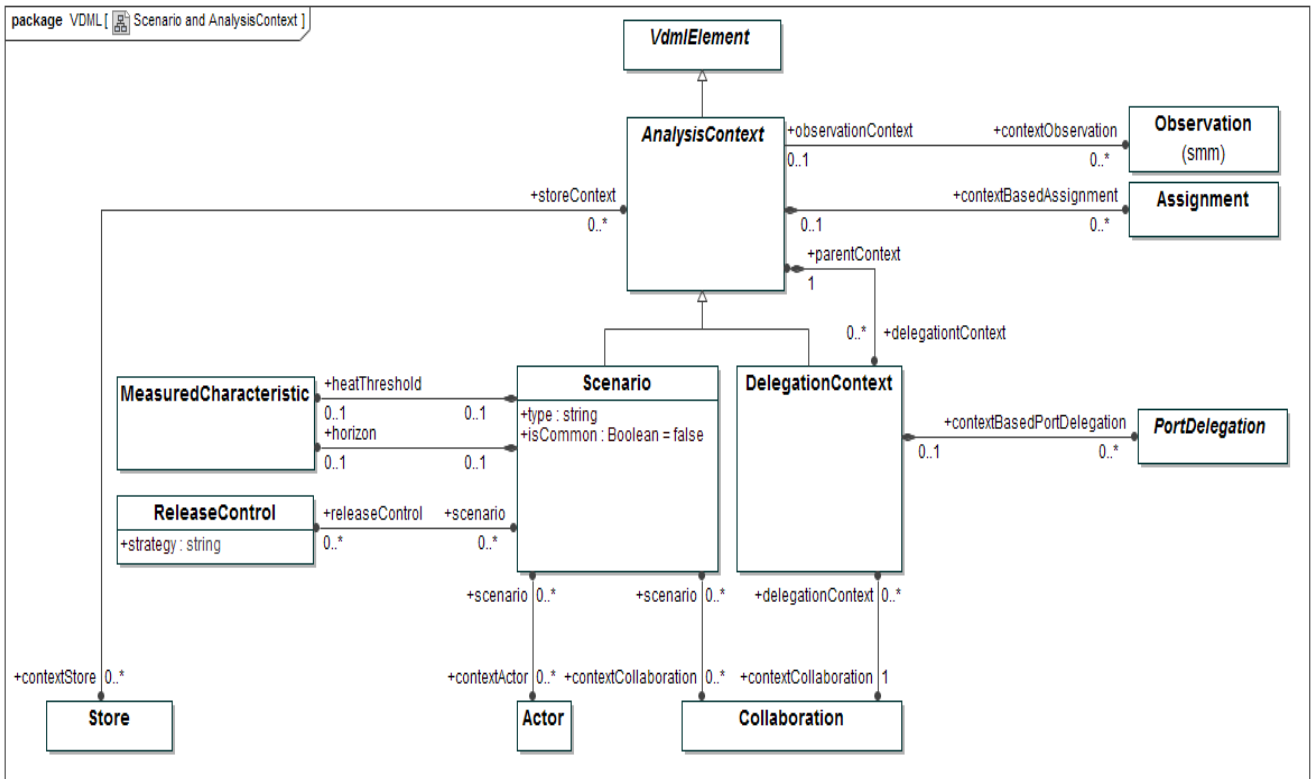 package VDML [ Scenario and AnalysisContext ]
VdmlElement
AnalysisContext
+observationContext
+contextObservation
0..1
0..*
Observation
(smm)
+storeContext
0..*
+contextBasedAssignment
0..1
0..*
Assignment
+parentContext
1
0..*
+delegationtContext
MeasuredCharacteristic
+heatThreshold
0..1
0..1
+horizon
0..1
0..1
Scenario
+type : string
+isCommon : Boolean = false
DelegationContext
+contextBasedPortDelegation
0..1
0..*
PortDelegation
ReleaseControl
+strategy : string
+releaseControl
+scenario
0..*
0..*
+scenario
0..*
+scenario
0..*
+delegationContext
0..*
+contextStore
0..*
+contextActor
0..*
+contextCollaboration
0..*
+contextCollaboration
1
Store
Actor
Collaboration